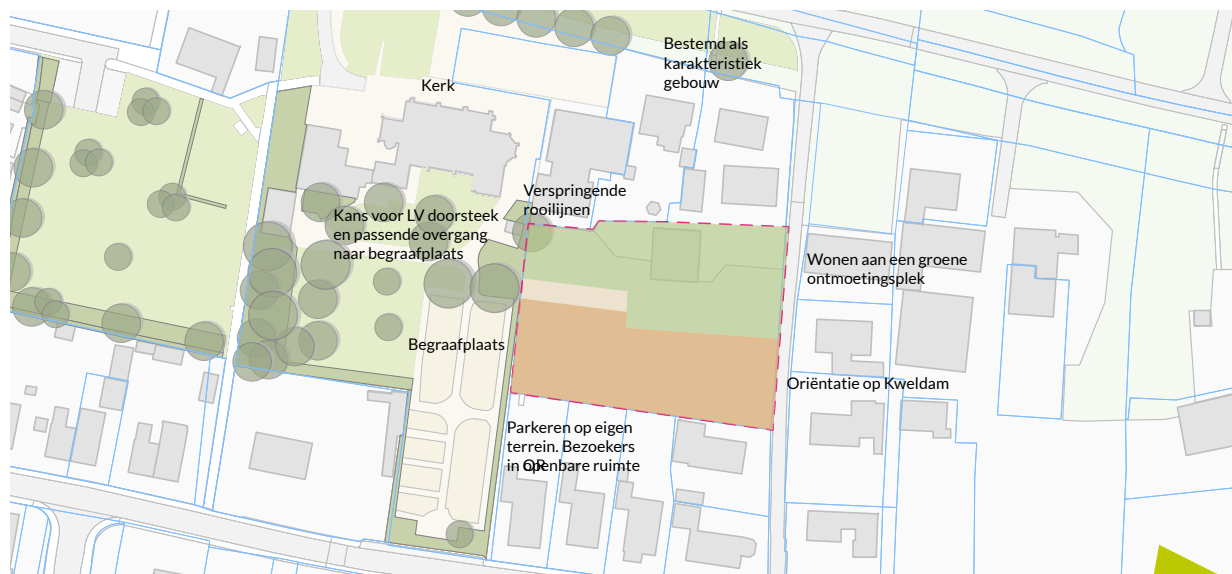 Bestemd als
karakteristiek
gebouw
Kerk
Verspringende
rooilijnen
Kans voor LV doorsteek
en passende overgang
naar begraafplaats
Wonen aan een groene
ontmoetingsplek
Begraafplaats
Oriëntatie op Kweldam
Parkeren op eigen
terrein. Bezoekers
in openbare ruimte
OR